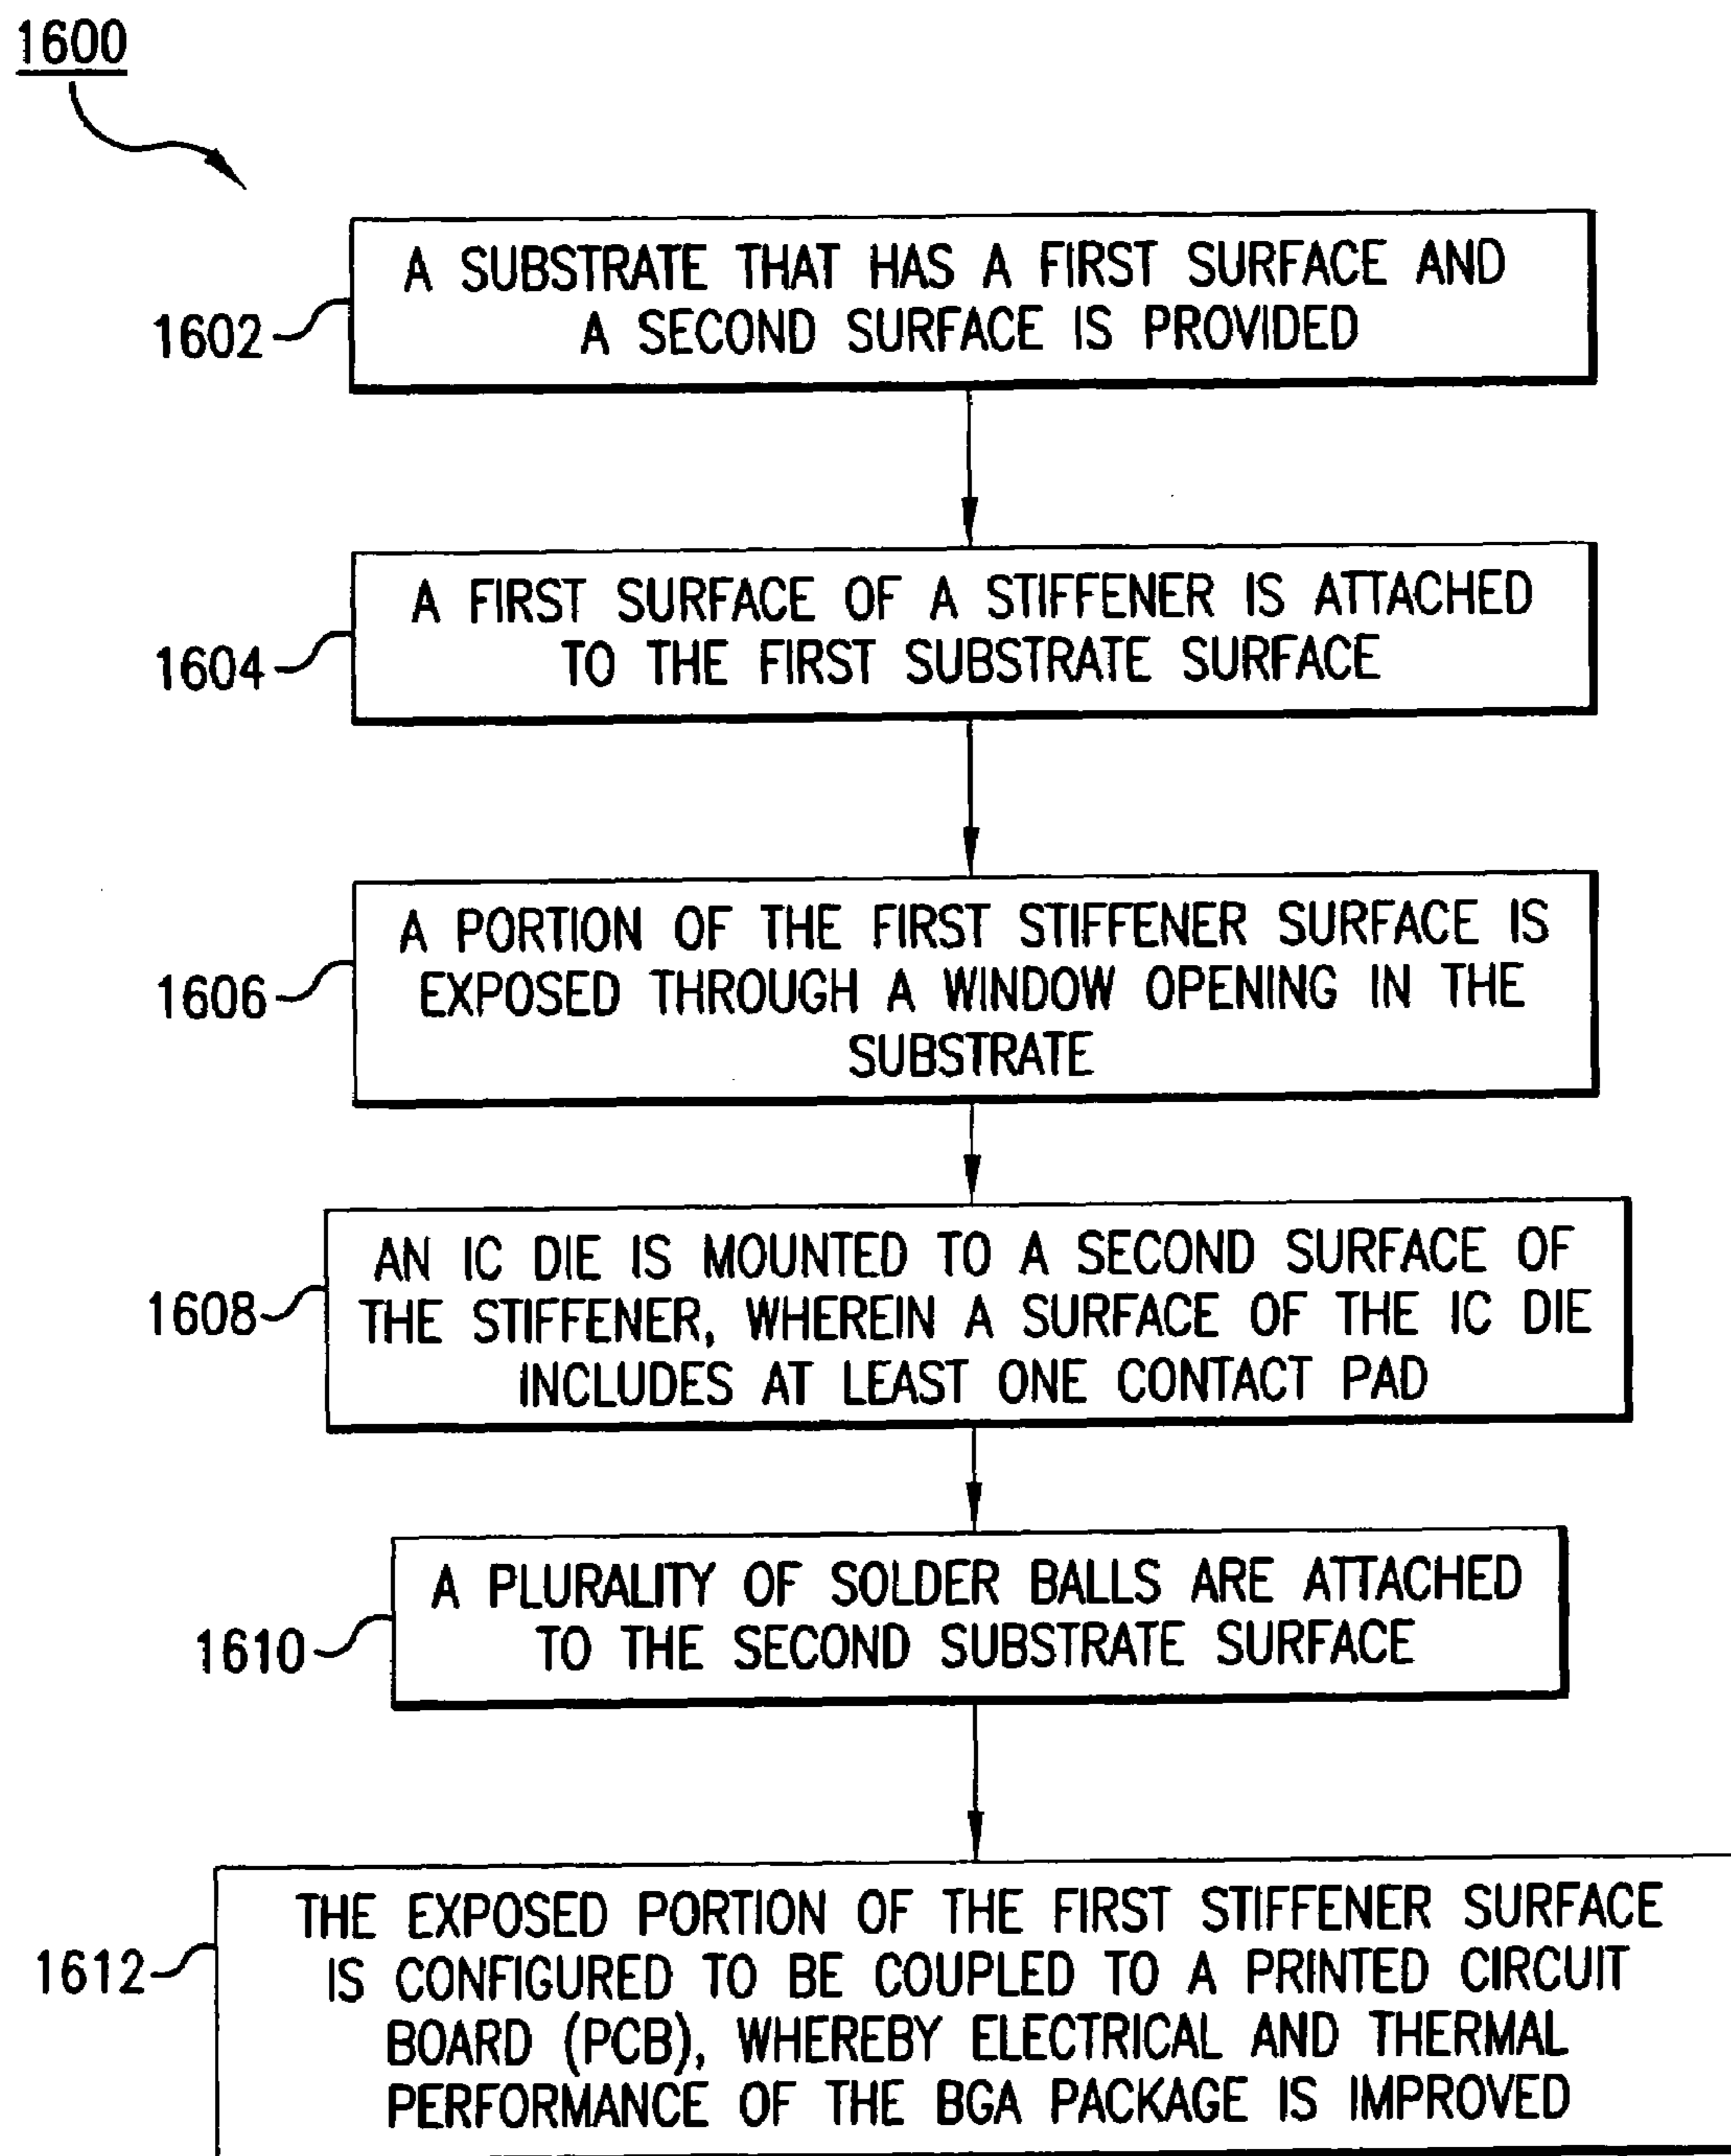 1600
A SUBSTRATE THAT HAS A FIRST SURFACE AND
A SECOND SURFACE IS PROVIDED
1602
A FIRST SURFACE OF A STIFFENER IS ATTACHED
TO THE FIRST SUBSTRATE SURFACE
1604
A PORTION OF THE FIRST STIFFENER SURFACE IS
EXPOSED THROUGH A WINDOW OPENING IN THE
SUBSTRATE
1606
AN IC DIE IS MOUNTED TO A SECOND SURFACE OF
THE STIFFENER, WHEREIN A SURFACE OF THE IC DIE
INCLUDES AT LEAST ONE CONTACT PAD
1608
A PLURALITY OF SOLDER BALLS ARE ATTACHED
TO THE SECOND SUBSTRATE SURFACE
1610
THE EXPOSED PORTION OF THE FIRST STIFFENER SURFACE
IS CONFIGURED TO BE COUPLED TO A PRINTED CIRCUIT
BOARD (PCB), WHEREBY ELECTRICAL AND THERMAL
PERFORMANCE OF THE BGA PACKAGE IS IMPROVED
1612